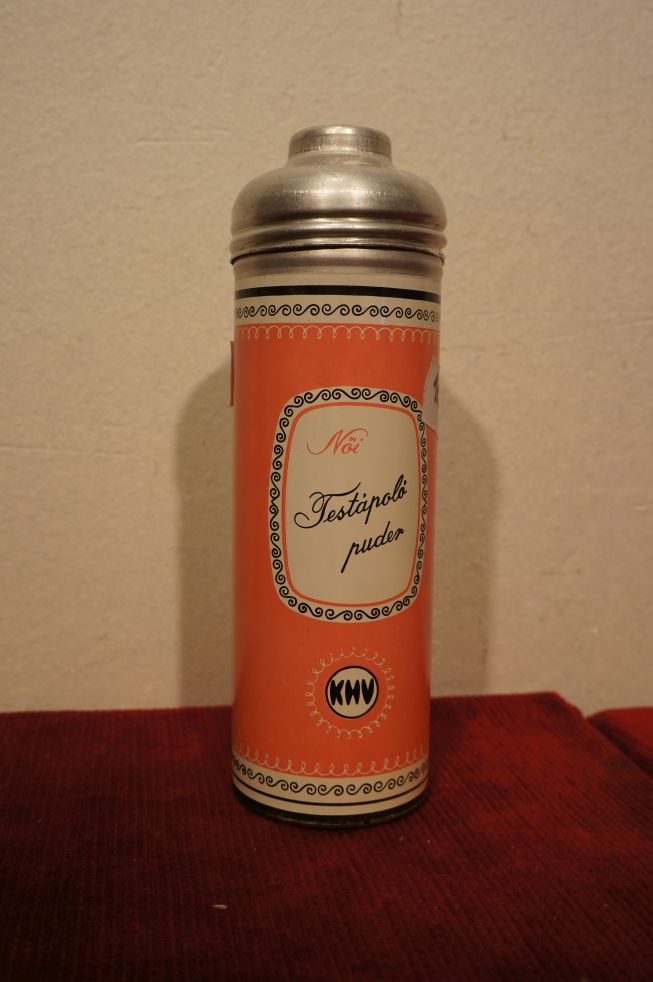 Női
Testápoló
puder
KHV